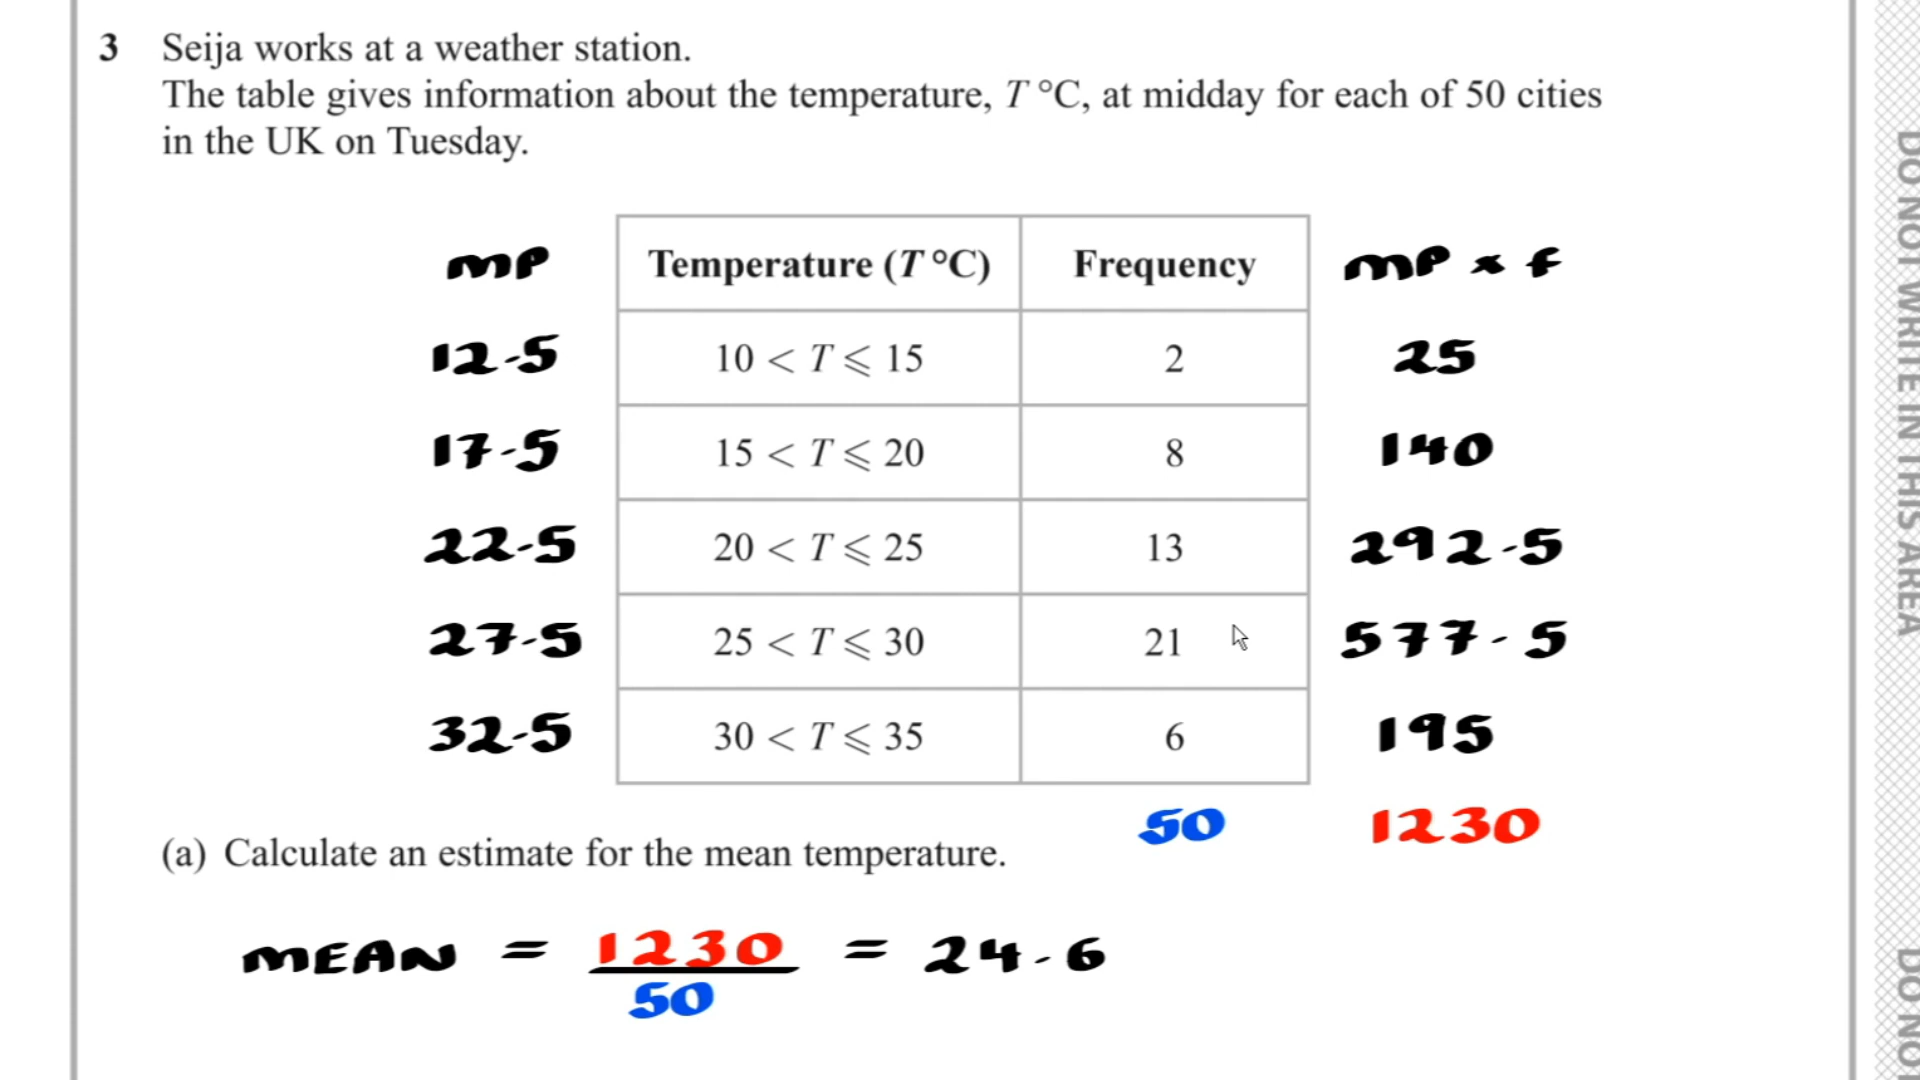 3 Seija works at a weather station.
The table gives information about the temperature, T °C, at midday for each of 50 cities
in the UK on Tuesday.
MP Temperature (T °C) Frequency MP × F
12.5 10 < T ⩽ 15 2 25
17.5 15 < T ⩽ 20 8 140
22.5 20 < T ⩽ 25 13 292.5
27.5 25 < T ⩽ 30 21 577.5
32.5 30 < T ⩽ 35 6 195
50 1230
(a) Calculate an estimate for the mean temperature.
MEAN = 1230 = 24.6
50
DO NOT WRITE IN THIS AREA
DO NO